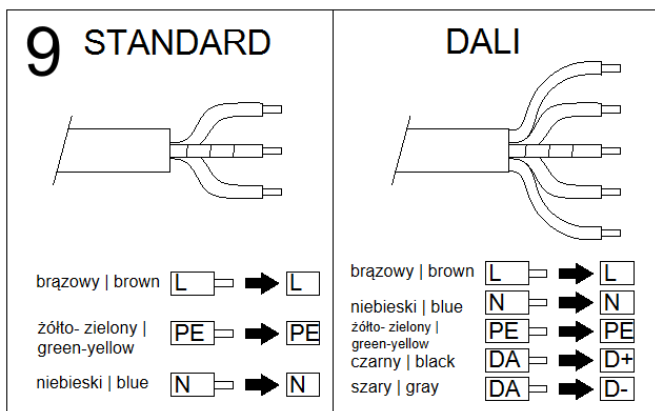 9 STANDARD
brązowy | brown L L
żółto- zielony |
green-yellow PE PE
niebieski | blue N N
DALI
brązowy | brown L L
niebieski | blue N N
żółto- zielony |
green-yellow PE PE
czarny | black DA D+
szary | gray DA D-